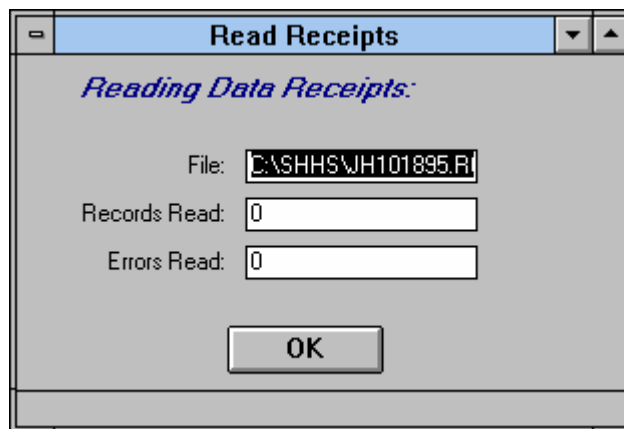 Read Receipts
Reading Data Receipts:
File: C:\SHHS\JH101895.R
Records Read: 0
Errors Read: 0
OK